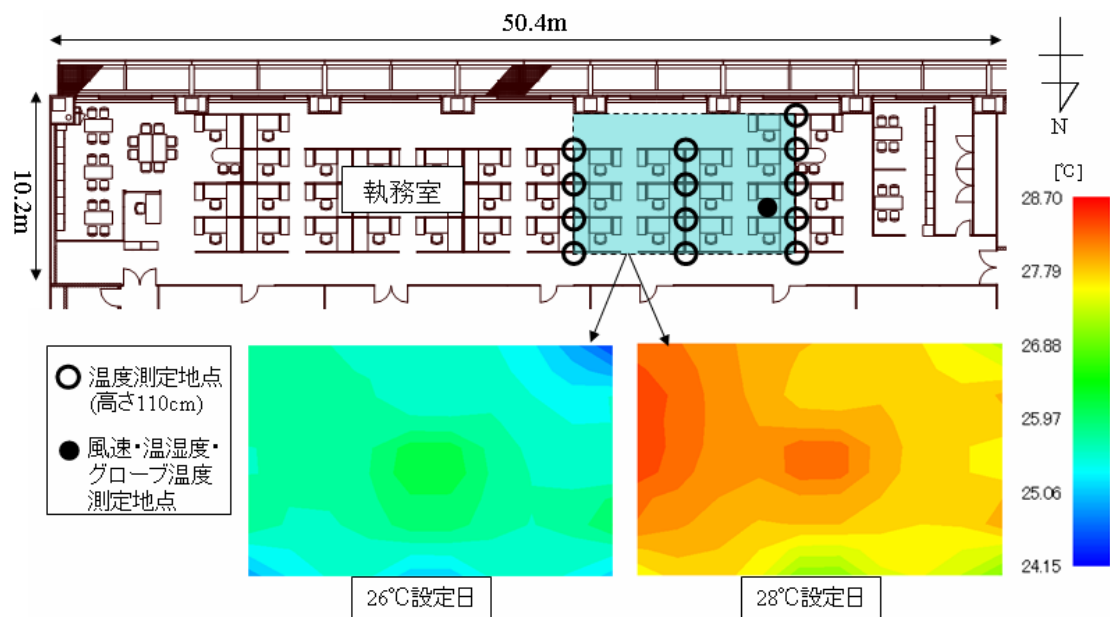 50.4m
10.2m
執務室
N
[℃]
28.70
27.79
26.88
25.97
25.06
24.15
温度測定地点
(高さ110cm)
風速・温湿度・
グローブ温度
測定地点
26℃設定日
28℃設定日